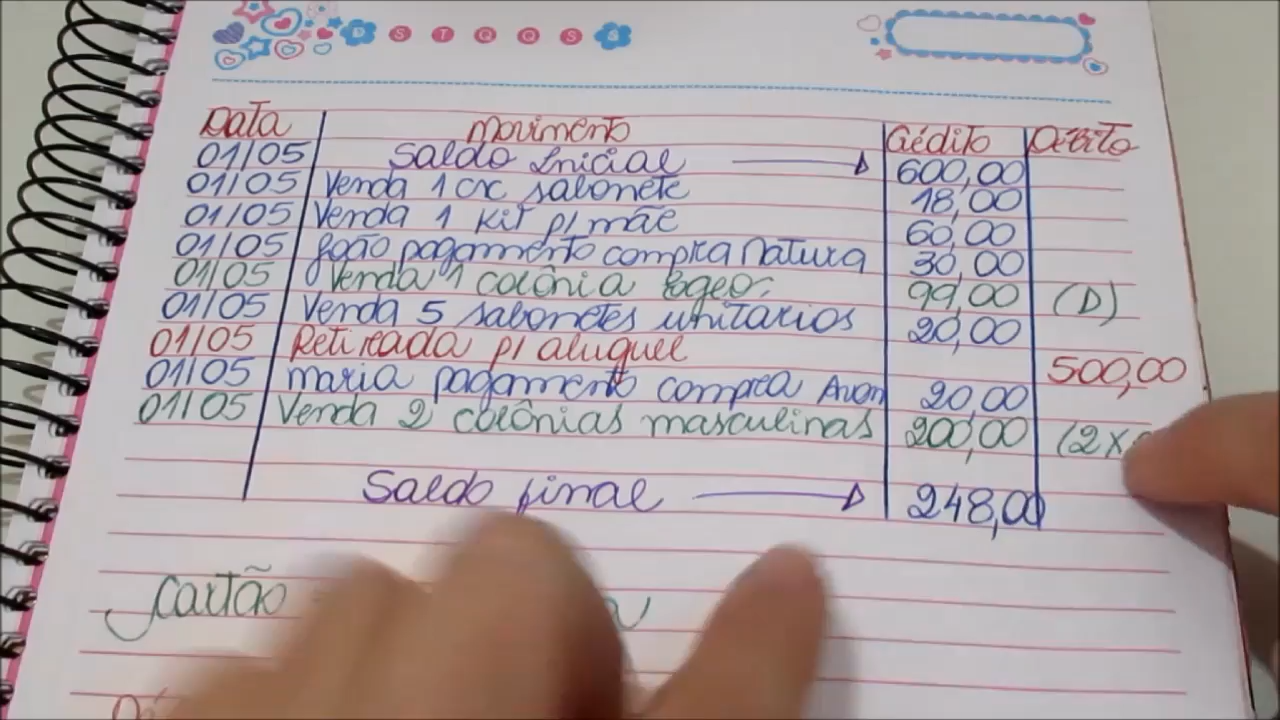 D S T Q Q S S
Data Movimento Crédito Débito
01/05 Saldo Inicial 600,00
01/05 Venda 1 cx sabonete 18,00
01/05 Venda 1 Kit p/ mãe 60,00
01/05 João pagamento compra Natura 30,00
01/05 Venda 1 colônia 99,00 (D)
01/05 Venda 5 sabonetes unitarios 20,00
01/05 Retirada p/ aluguel 500,00
01/05 Maria pagamento compra Avon 20,00
01/05 Venda 2 colônias masculinas 200,00 (2x
Saldo final 248,00
Cartão